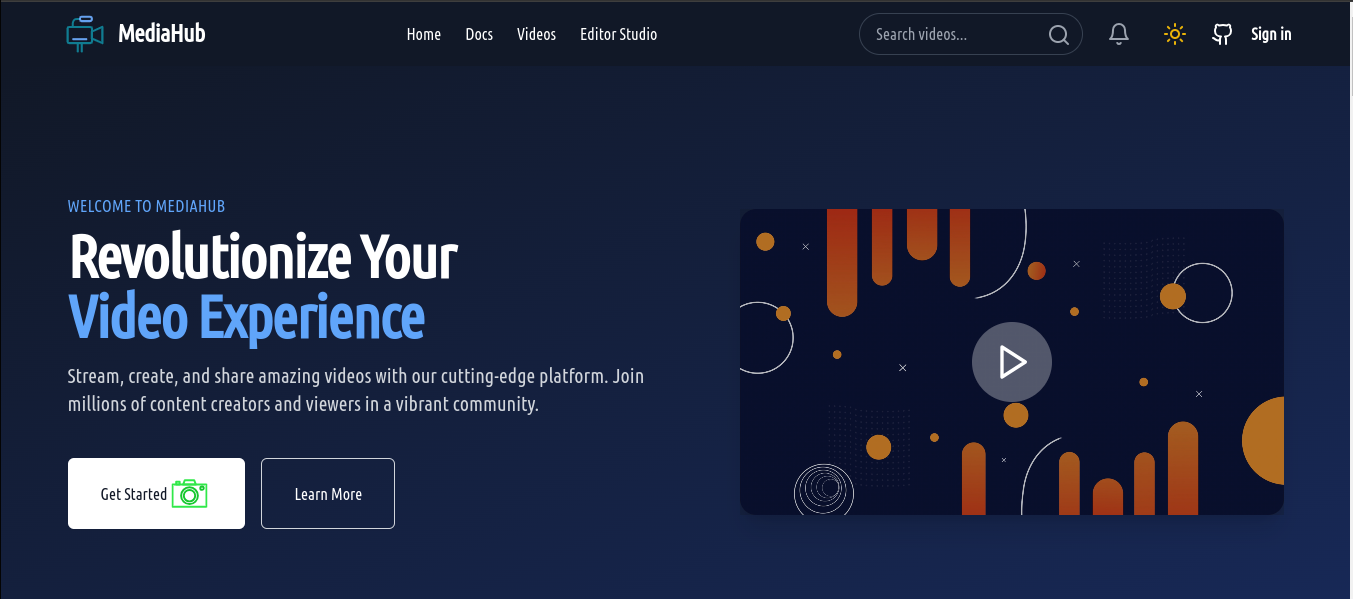 MediaHub
Home Docs Videos Editor Studio
Search videos...
Sign in
WELCOME TO MEDIAHUB
Revolutionize Your
Video Experience
Stream, create, and share amazing videos with our cutting-edge platform. Join
millions of content creators and viewers in a vibrant community.
Get Started
Learn More